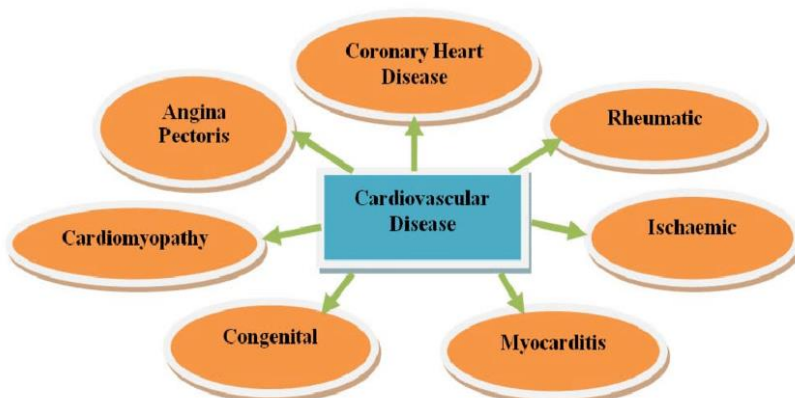 Coronary Heart
Disease
Angina
Pectoris
Rheumatic
Cardiovascular
Disease
Cardiomyopathy
Ischaemic
Congenital
Myocarditis